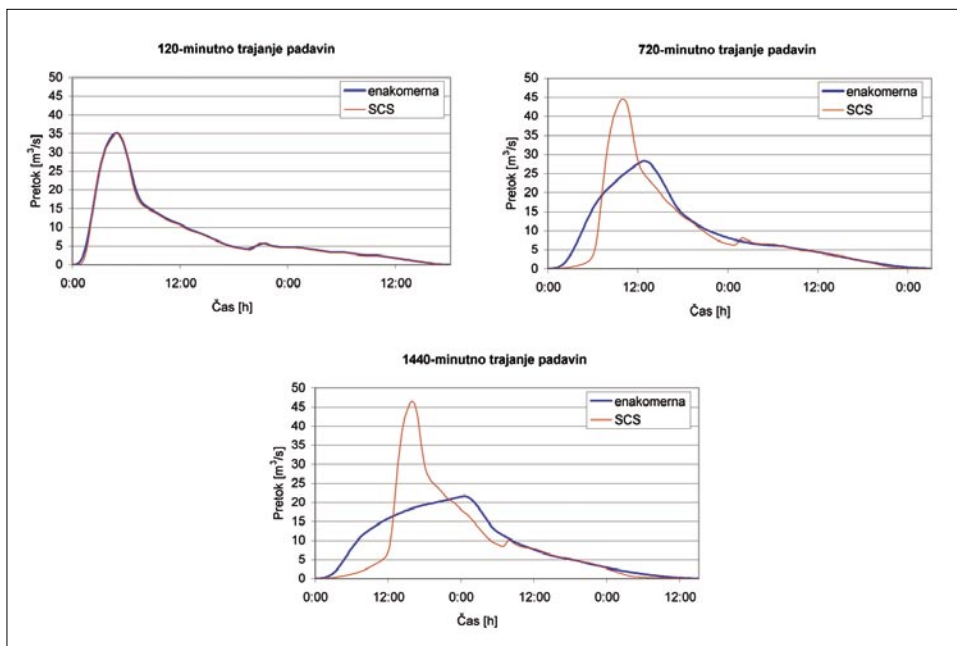 120-minutno trajanje padavin
Pretok [m³/s]
50
45
40
35
30
25
20
15
10
5
0
enakomerna
SCS
0:00 12:00 0:00 12:00
Čas [h]
720-minutno trajanje padavin
Pretok [m³/s]
50
45
40
35
30
25
20
15
10
5
0
enakomerna
SCS
0:00 12:00 0:00 12:00 0:00
Čas [h]
1440-minutno trajanje padavin
Pretok [m³/s]
50
45
40
35
30
25
20
15
10
5
0
enakomerna
SCS
0:00 12:00 0:00 12:00 0:00 12:00
Čas [h]